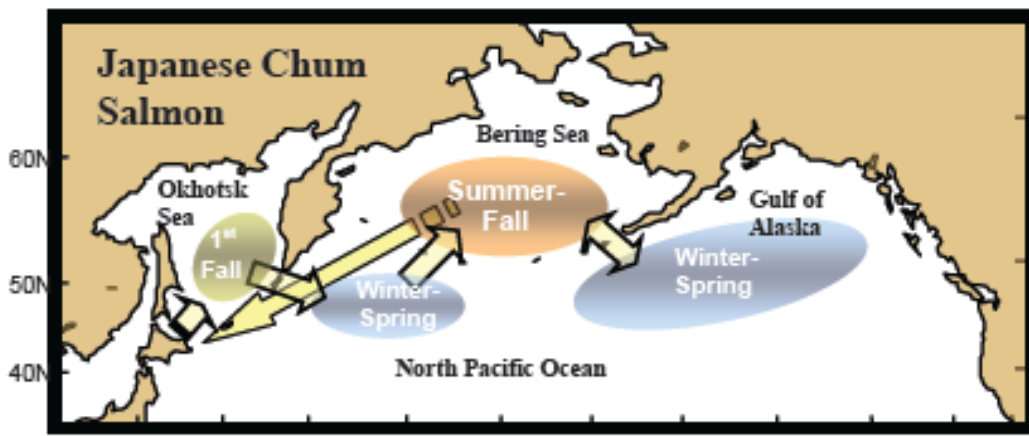 Japanese Chum
Salmon
Bering Sea
60N
Okhotsk
Sea
Summer-
Fall
Gulf of
Alaska
1st
Fall
Winter-
Spring
50N
Winter-
Spring
North Pacific Ocean
40N